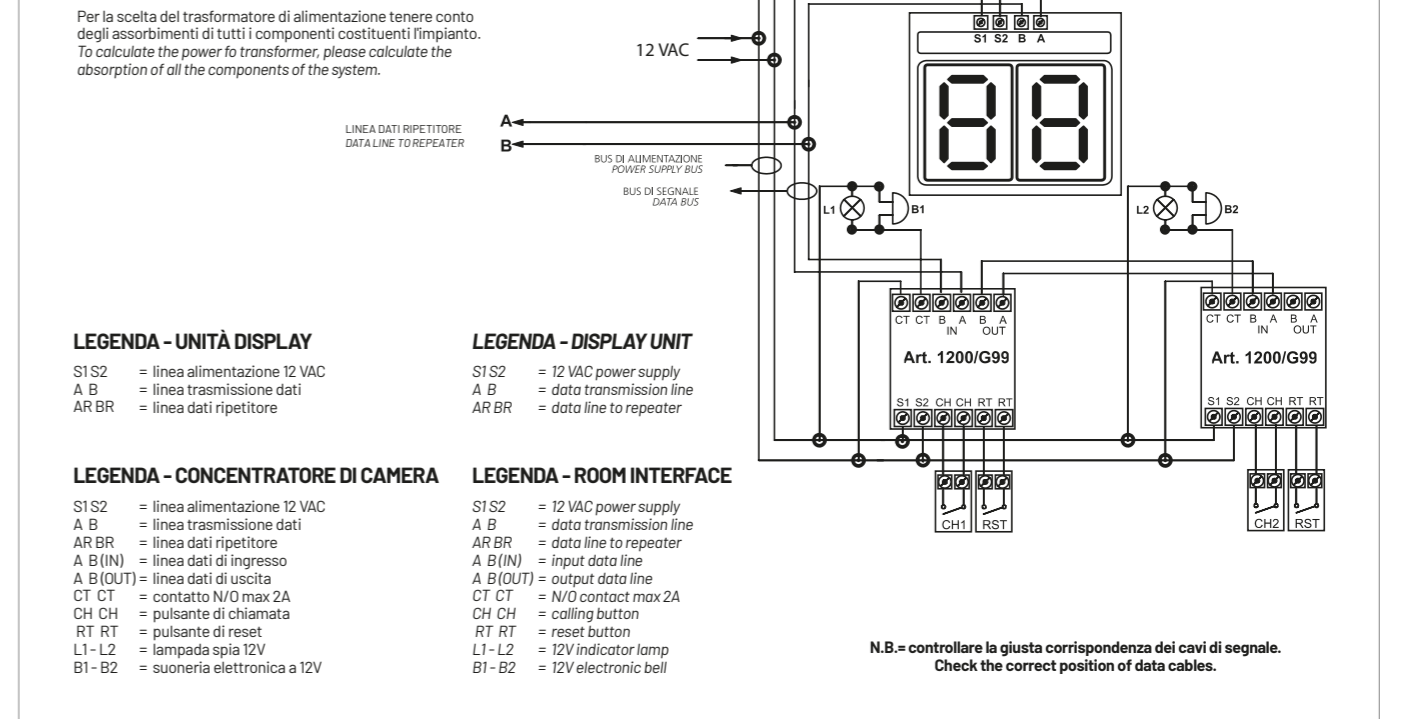 Per la scelta del trasformatore di alimentazione tenere conto
degli assorbimenti di tutti i componenti costituenti l'impianto.
To calculate the power fo transformer, please calculate the
absorption of all the components of the system.
12 VAC
S1 S2 B A
LINEA DATI RIPETITORE
DATA LINE TO REPEATER
A
B
BUS DI ALIMENTAZIONE
POWER SUPPLY BUS
BUS DI SEGNALE
DATA BUS
88
L1 B1
L2 B2
CT CT B A B A
IN OUT
Art. 1200/G99
S1 S2 CH CH RT RT
CH1 RST
CT CT B A B A
IN OUT
Art. 1200/G99
S1 S2 CH CH RT RT
CH2 RST
LEGENDA - UNITÀ DISPLAY
S1 S2 = linea alimentazione 12 VAC
A B = linea trasmissione dati
AR BR = linea dati ripetitore
LEGENDA - DISPLAY UNIT
S1 S2 = 12 VAC power supply
A B = data transmission line
AR BR = data line to repeater
LEGENDA - CONCENTRATORE DI CAMERA
S1 S2 = linea alimentazione 12 VAC
A B = linea trasmissione dati
AR BR = linea dati ripetitore
A B (IN) = linea dati di ingresso
A B (OUT) = linea dati di uscita
CT CT = contatto N/O max 2A
CH CH = pulsante di chiamata
RT RT = pulsante di reset
L1 - L2 = lampada spia 12V
B1 - B2 = suoneria elettronica a 12V
LEGENDA - ROOM INTERFACE
S1 S2 = 12 VAC power supply
A B = data transmission line
AR BR = data line to repeater
A B (IN) = input data line
A B (OUT) = output data line
CT CT = N/O contact max 2A
CH CH = calling button
RT RT = reset button
L1 - L2 = 12V indicator lamp
B1 - B2 = 12V electronic bell
N.B.= controllare la giusta corrispondenza dei cavi di segnale.
Check the correct position of data cables.